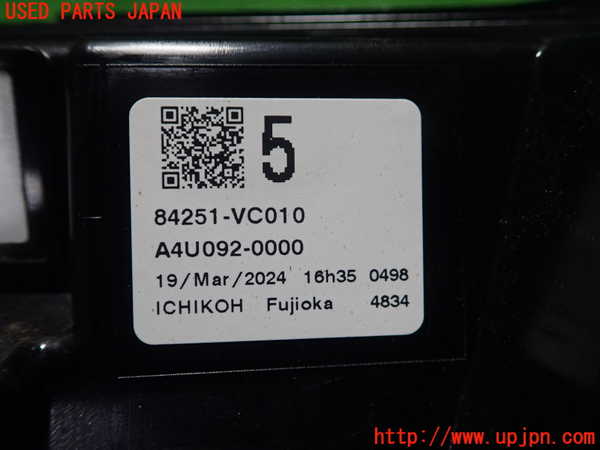 USED PARTS JAPAN
5
84251-VC010
A4U092-0000
19/Mar/2024 16h35 0498
ICHIKOH Fujioka 4834
http://www.upjpn.com/